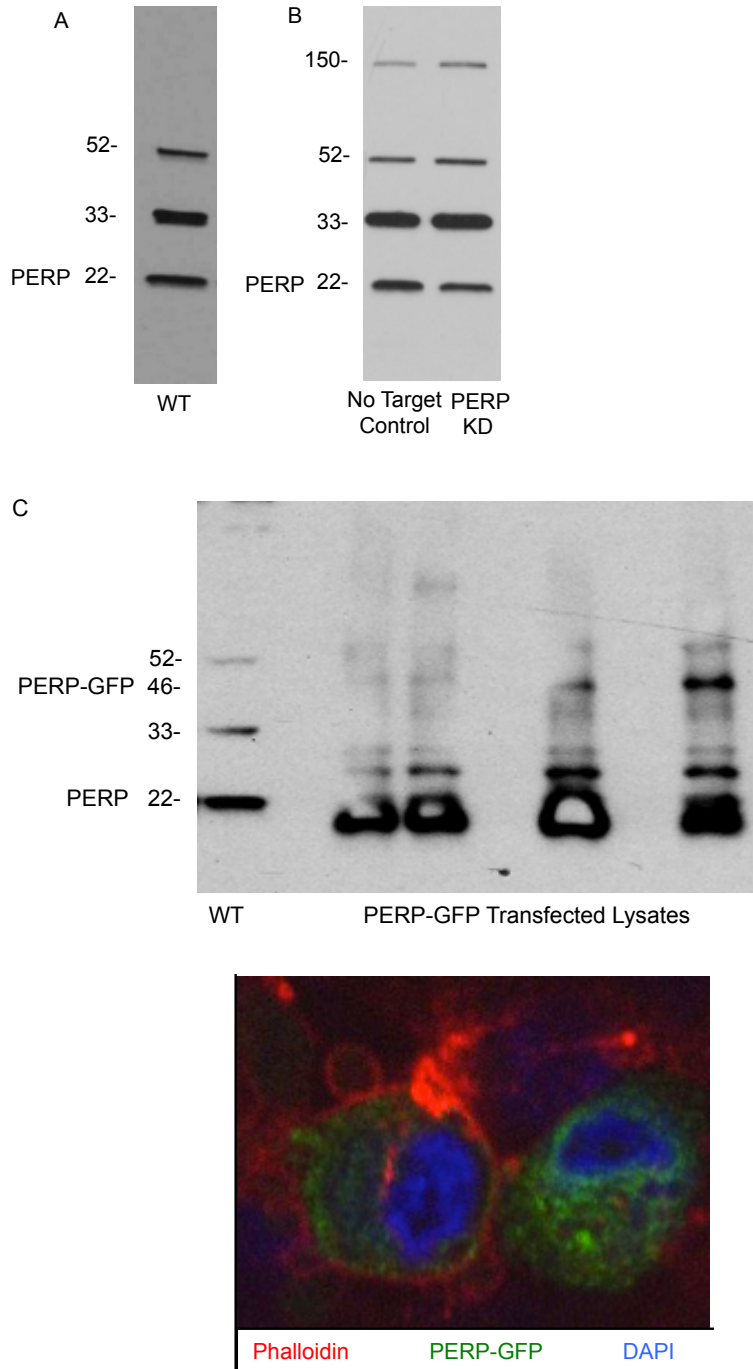 A
52-
33-
PERP 22-
WT
B
150-
52-
33-
PERP 22-
No Target Control
PERP KD
C
52-
PERP-GFP 46-
33-
PERP 22-
WT PERP-GFP Transfected Lysates
Phalloidin PERP-GFP DAPI